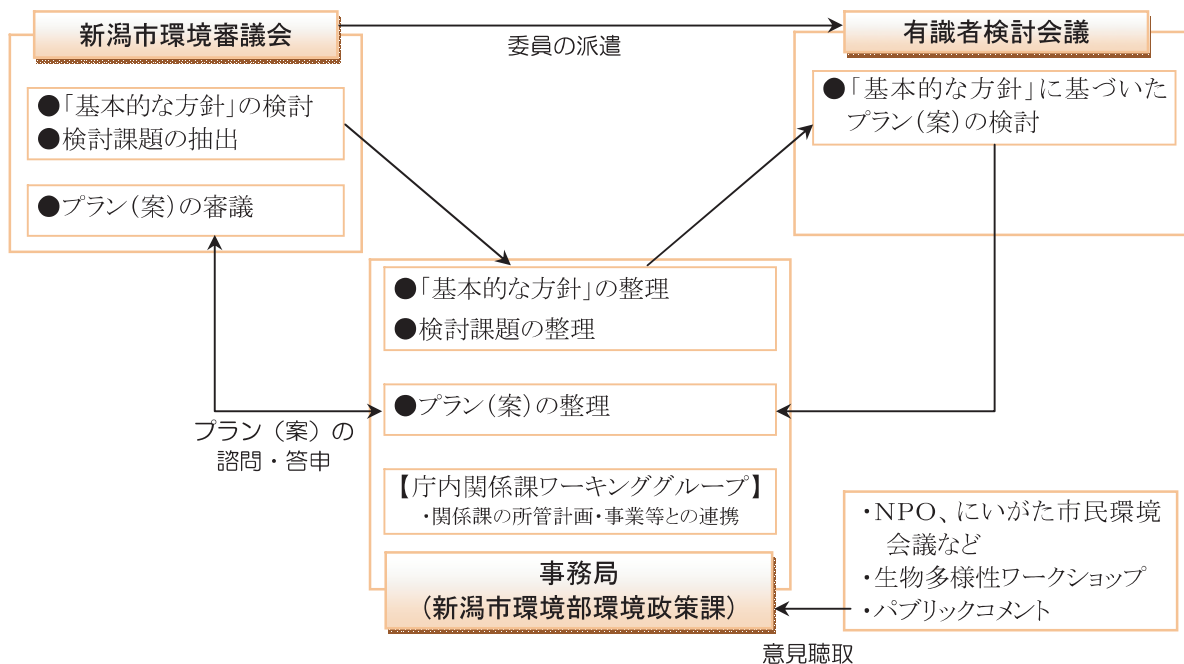 新潟市環境審議会
委員の派遣
有識者検討会議
●「基本的な方針」の検討
●検討課題の抽出
●プラン(案)の審議
●「基本的な方針」に基づいた
プラン(案)の検討
●「基本的な方針」の整理
●検討課題の整理
●プラン(案)の整理
プラン(案)の
諮問・答申
【庁内関係課ワーキンググループ】
・関係課の所管計画・事業等との連携
事務局
(新潟市環境部環境政策課)
・NPO、にいがた市民環境
会議など
・生物多様性ワークショップ
・パブリックコメント
意見聴取